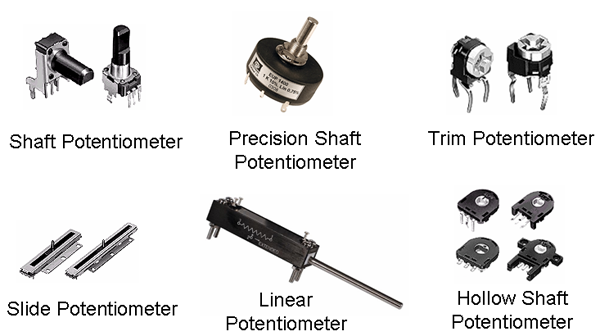 Shaft Potentiometer
Precision Shaft
Potentiometer
Trim Potentiometer
Slide Potentiometer
Linear
Potentiometer
Hollow Shaft
Potentiometer